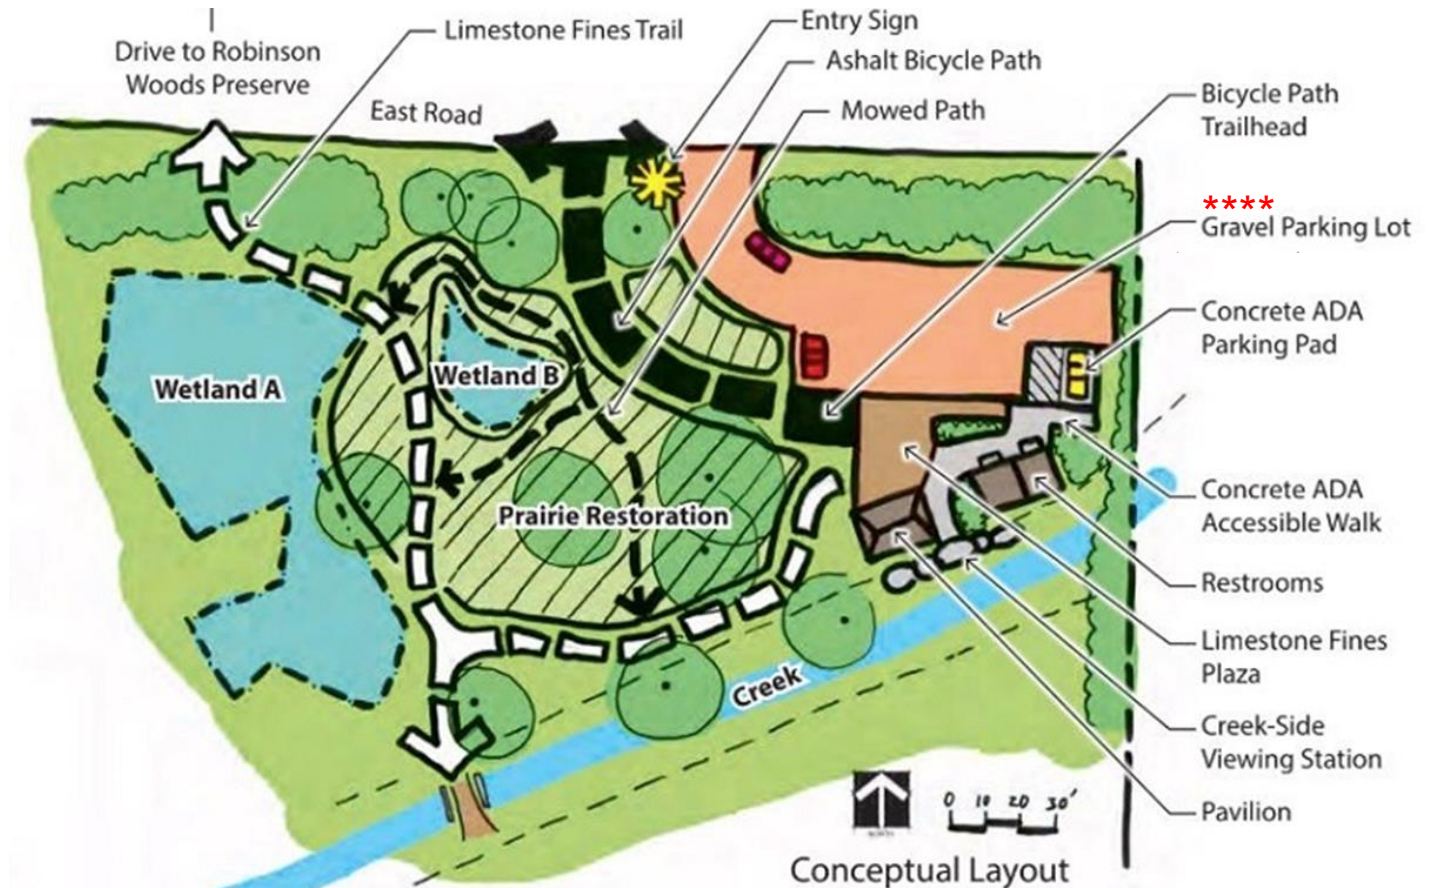 Drive to Robinson
Woods Preserve
Limestone Fines Trail
East Road
Entry Sign
Ashalt Bicycle Path
Mowed Path
Bicycle Path
Trailhead
****
Gravel Parking Lot
Concrete ADA
Parking Pad
Wetland A
Wetland B
Prairie Restoration
Concrete ADA
Accessible Walk
Restrooms
Limestone Fines
Plaza
Creek
Creek-Side
Viewing Station
Pavilion
0 10 20 30'
Conceptual Layout